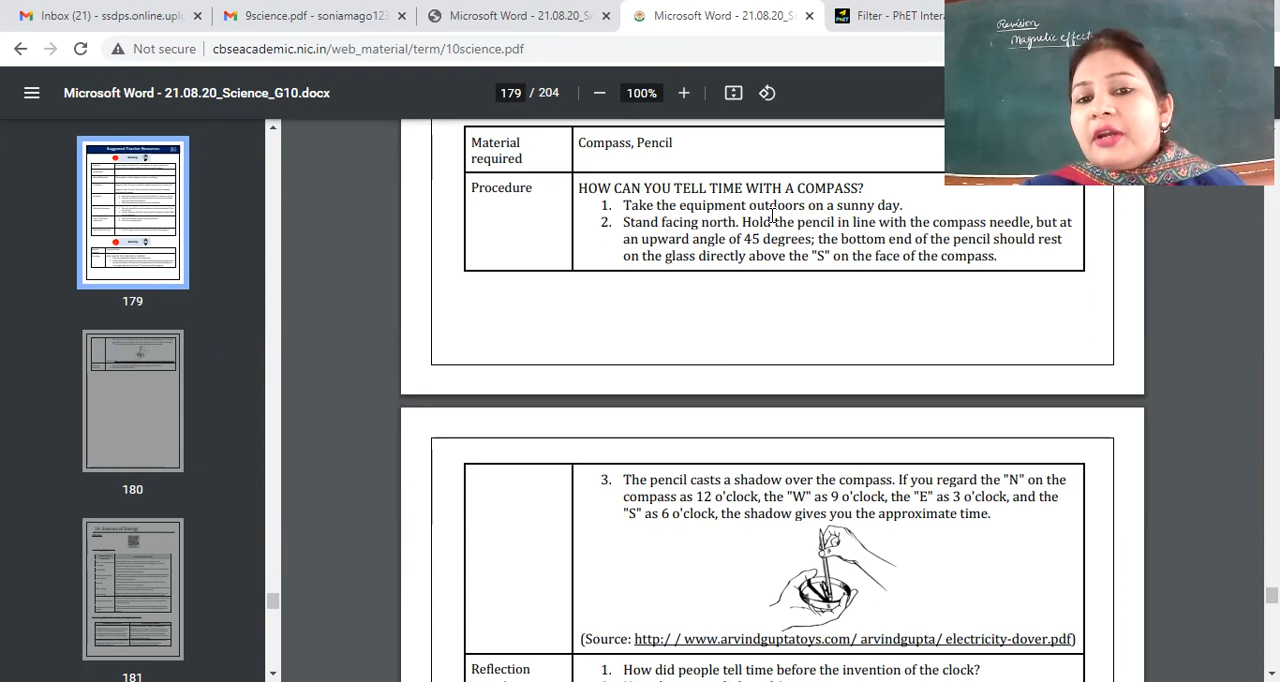 Inbox (21) - ssdps.online.uplo
9science.pdf - soniamago12
Microsoft Word - 21.08.20_S
Microsoft Word - 21.08.20_S
Filter - PhET Inter
Not secure
cbseacademic.nic.in/web_material/term/10science.pdf
Microsoft Word - 21.08.20_Science_G10.docx
179 / 204
100%
Revision
Magnetic effect
Material required
Compass, Pencil
Procedure
HOW CAN YOU TELL TIME WITH A COMPASS?
1. Take the equipment outdoors on a sunny day.
2. Stand facing north. Hold the pencil in line with the compass needle, but at
an upward angle of 45 degrees; the bottom end of the pencil should rest
on the glass directly above the "S" on the face of the compass.
3. The pencil casts a shadow over the compass. If you regard the "N" on the
compass as 12 o'clock, the "W" as 9 o'clock, the "E" as 3 o'clock, and the
"S" as 6 o'clock, the shadow gives you the approximate time.
(Source: http: / / www.arvindguptatoys.com/ arvindgupta/ electricity-dover.pdf)
Reflection
1. How did people tell time before the invention of the clock?
Suggested Teacher Resources
179
180
14. Sources of Energy
181